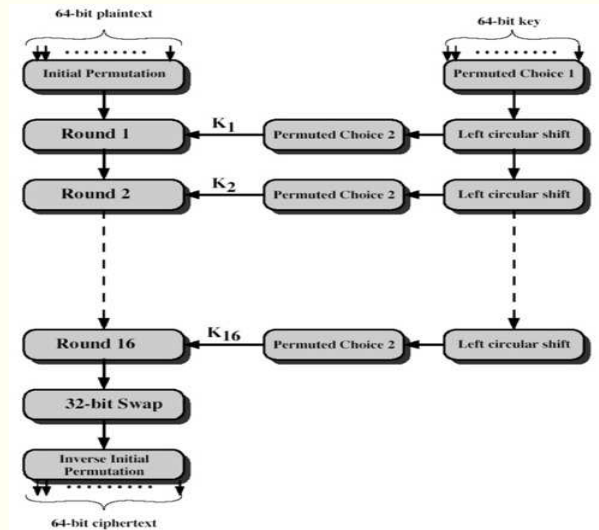 64-bit plaintext
64-bit key
Initial Permutation
Permuted Choice 1
Round 1
K1
Permuted Choice 2
Left circular shift
Round 2
K2
Permuted Choice 2
Left circular shift
Round 16
K16
Permuted Choice 2
Left circular shift
32-bit Swap
Inverse Initial
Permutation
64-bit ciphertext